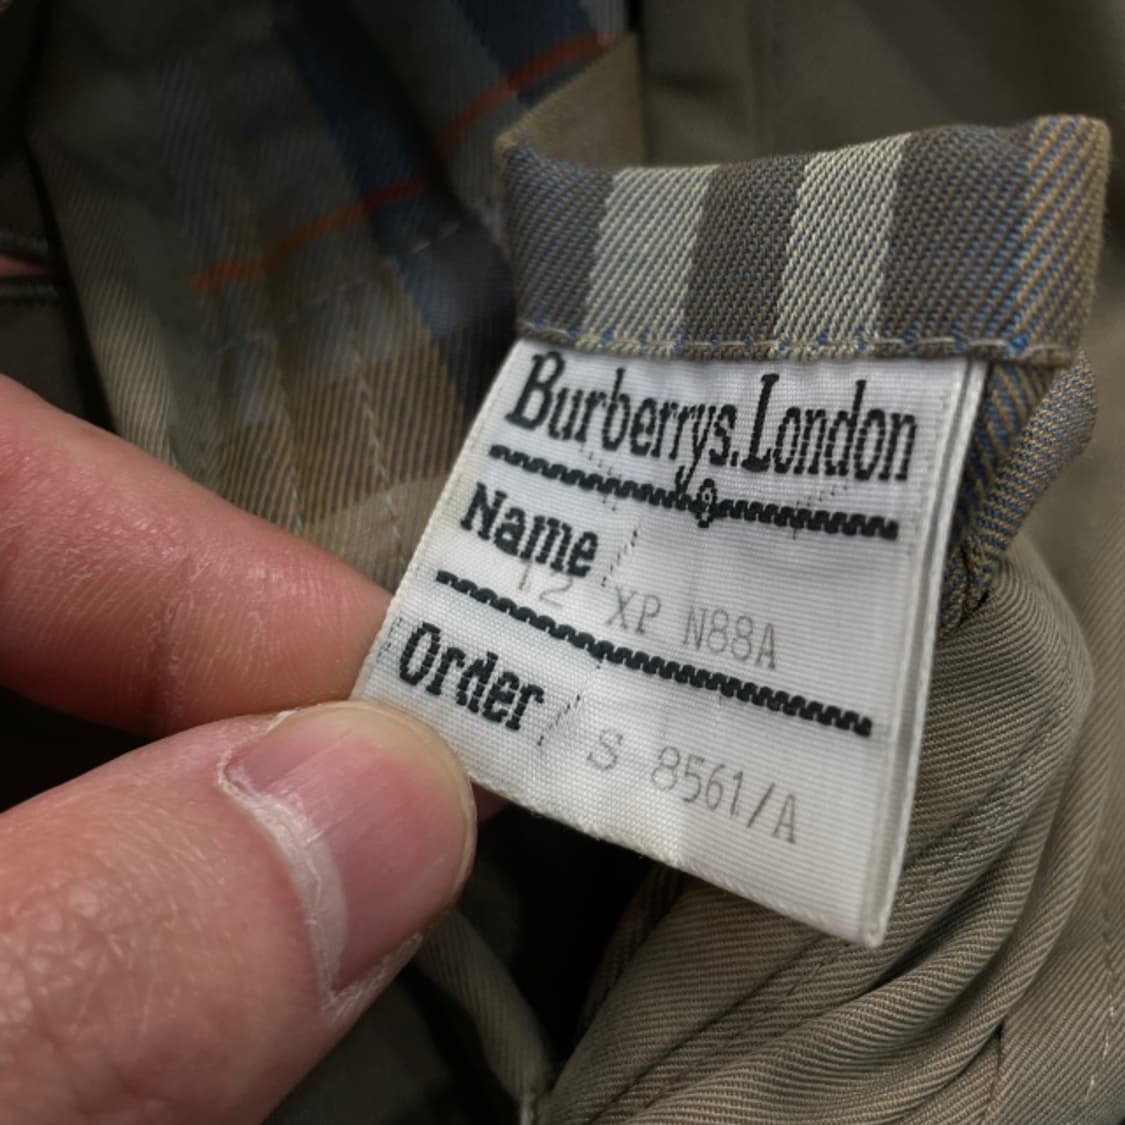 Burberrys.London
Name
12 XP N88A
Order
S 8561/A